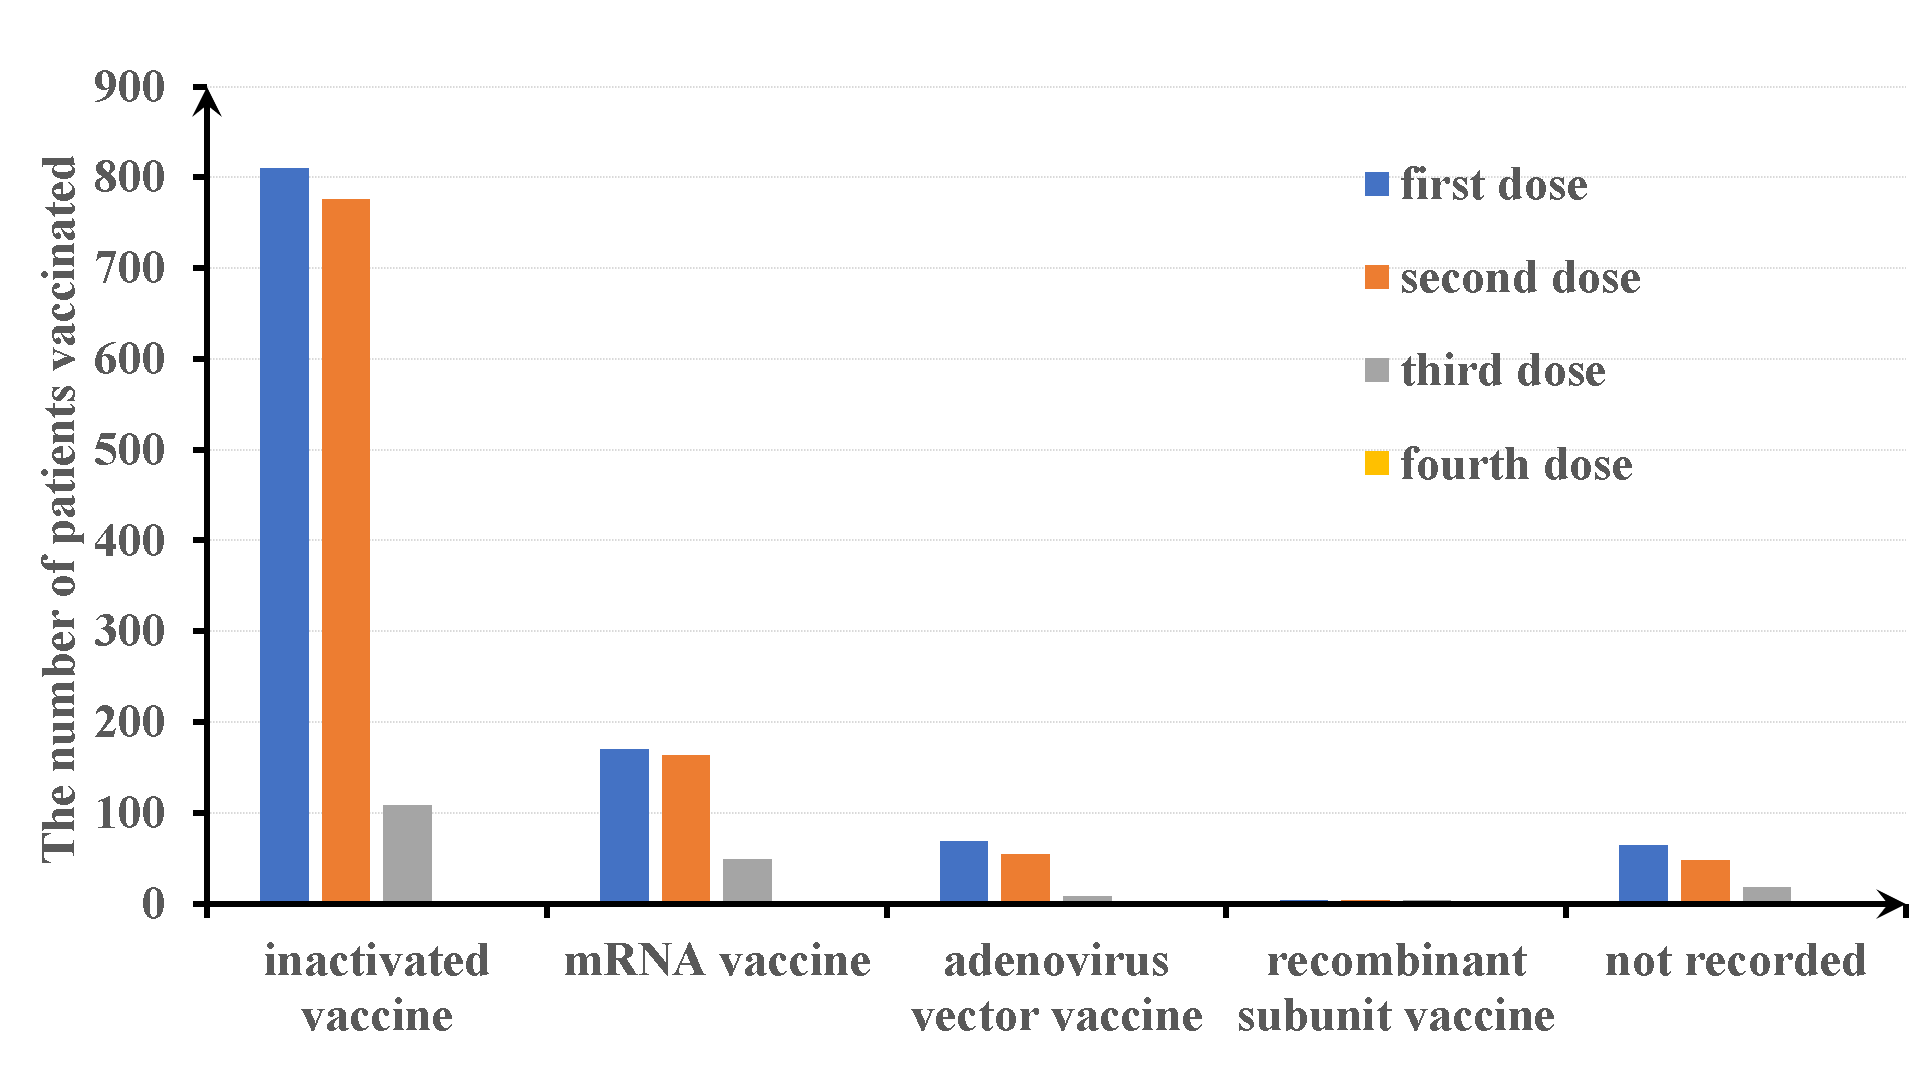 The number of patients vaccinated
900
800
700
600
500
400
300
200
100
0
first dose
second dose
third dose
fourth dose
inactivated
vaccine
mRNA vaccine
adenovirus
vector vaccine
recombinant
subunit vaccine
not recorded